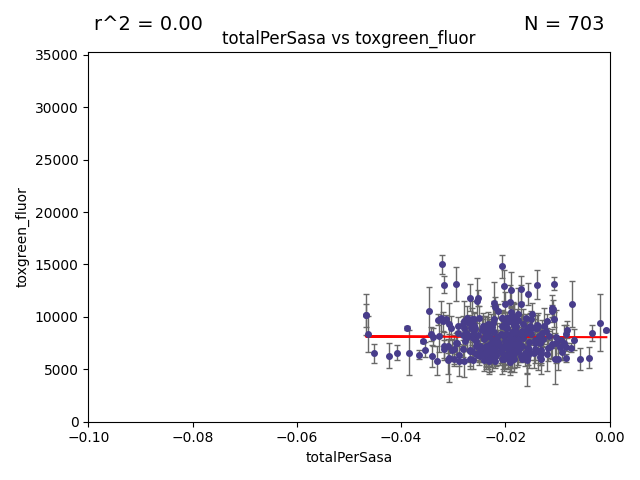 r^2 = 0.00
N = 703
totalPerSasa vs toxgreen_fluor
35000
30000
25000
20000
15000
10000
5000
0
toxgreen_fluor
−0.10
−0.08
−0.06
−0.04
−0.02
0.00
totalPerSasa